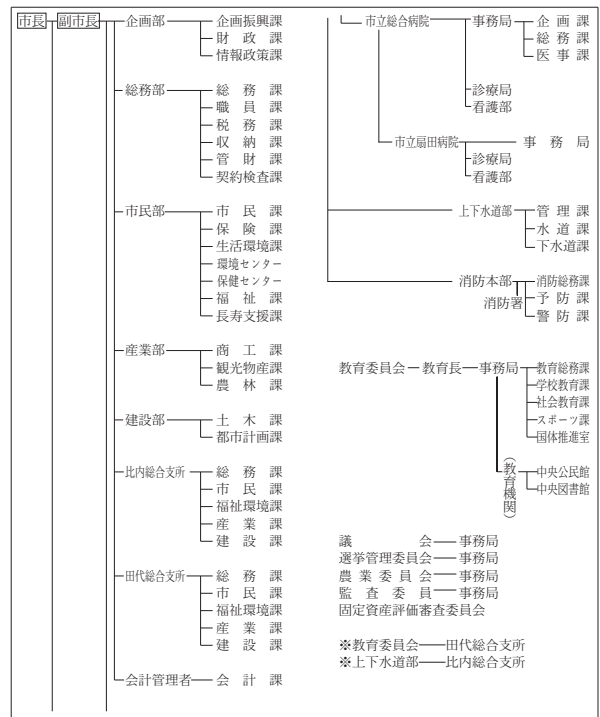 市長 副市長 企画部 企画振興課
財政課
情報政策課
総務部 総務課
職員課
税務課
収納課
管財課
契約検査課
市民部 市民課
保険課
生活環境課
環境センター
保健センター
福祉課
長寿支援課
産業部 商工課
観光物産課
農林課
建設部 土木課
都市計画課
比内総合支所 総務課
市民課
福祉環境課
産業課
建設課
田代総合支所 総務課
市民課
福祉環境課
産業課
建設課
会計管理者 会計課
市立総合病院 事務局 企画課
総務課
医事課
診療局
看護部
市立扇田病院 事務局
診療局
看護部
上下水道部 管理課
水道課
下水道課
消防本部 消防総務課
消防署 予防課
警防課
教育委員会 教育長 事務局 教育総務課
学校教育課
社会教育課
スポーツ課
国体推進室
（教育機関） 中央公民館
中央図書館
議会 事務局
選挙管理委員会 事務局
農業委員会 事務局
監査委員 事務局
固定資産評価審査委員会
※教育委員会 田代総合支所
※上下水道部 比内総合支所